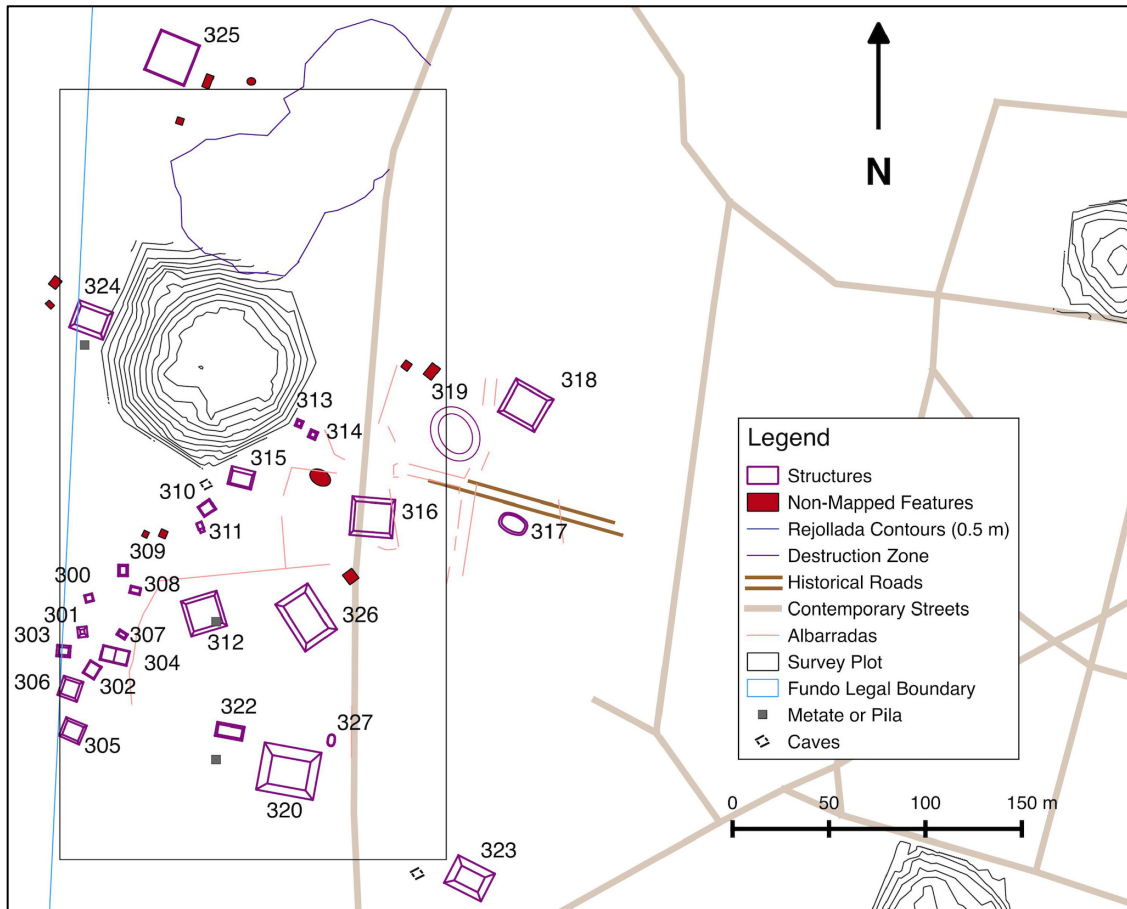 325
N
324
313
319
318
314
315
310
316
311
317
309
300
308
301
326
303
307
312
304
306
302
322
327
305
320
323
Legend
Structures
Non-Mapped Features
Rejollada Contours (0.5 m)
Destruction Zone
Historical Roads
Contemporary Streets
Albarradas
Survey Plot
Fundo Legal Boundary
Metate or Pila
Caves
0 50 100 150 m